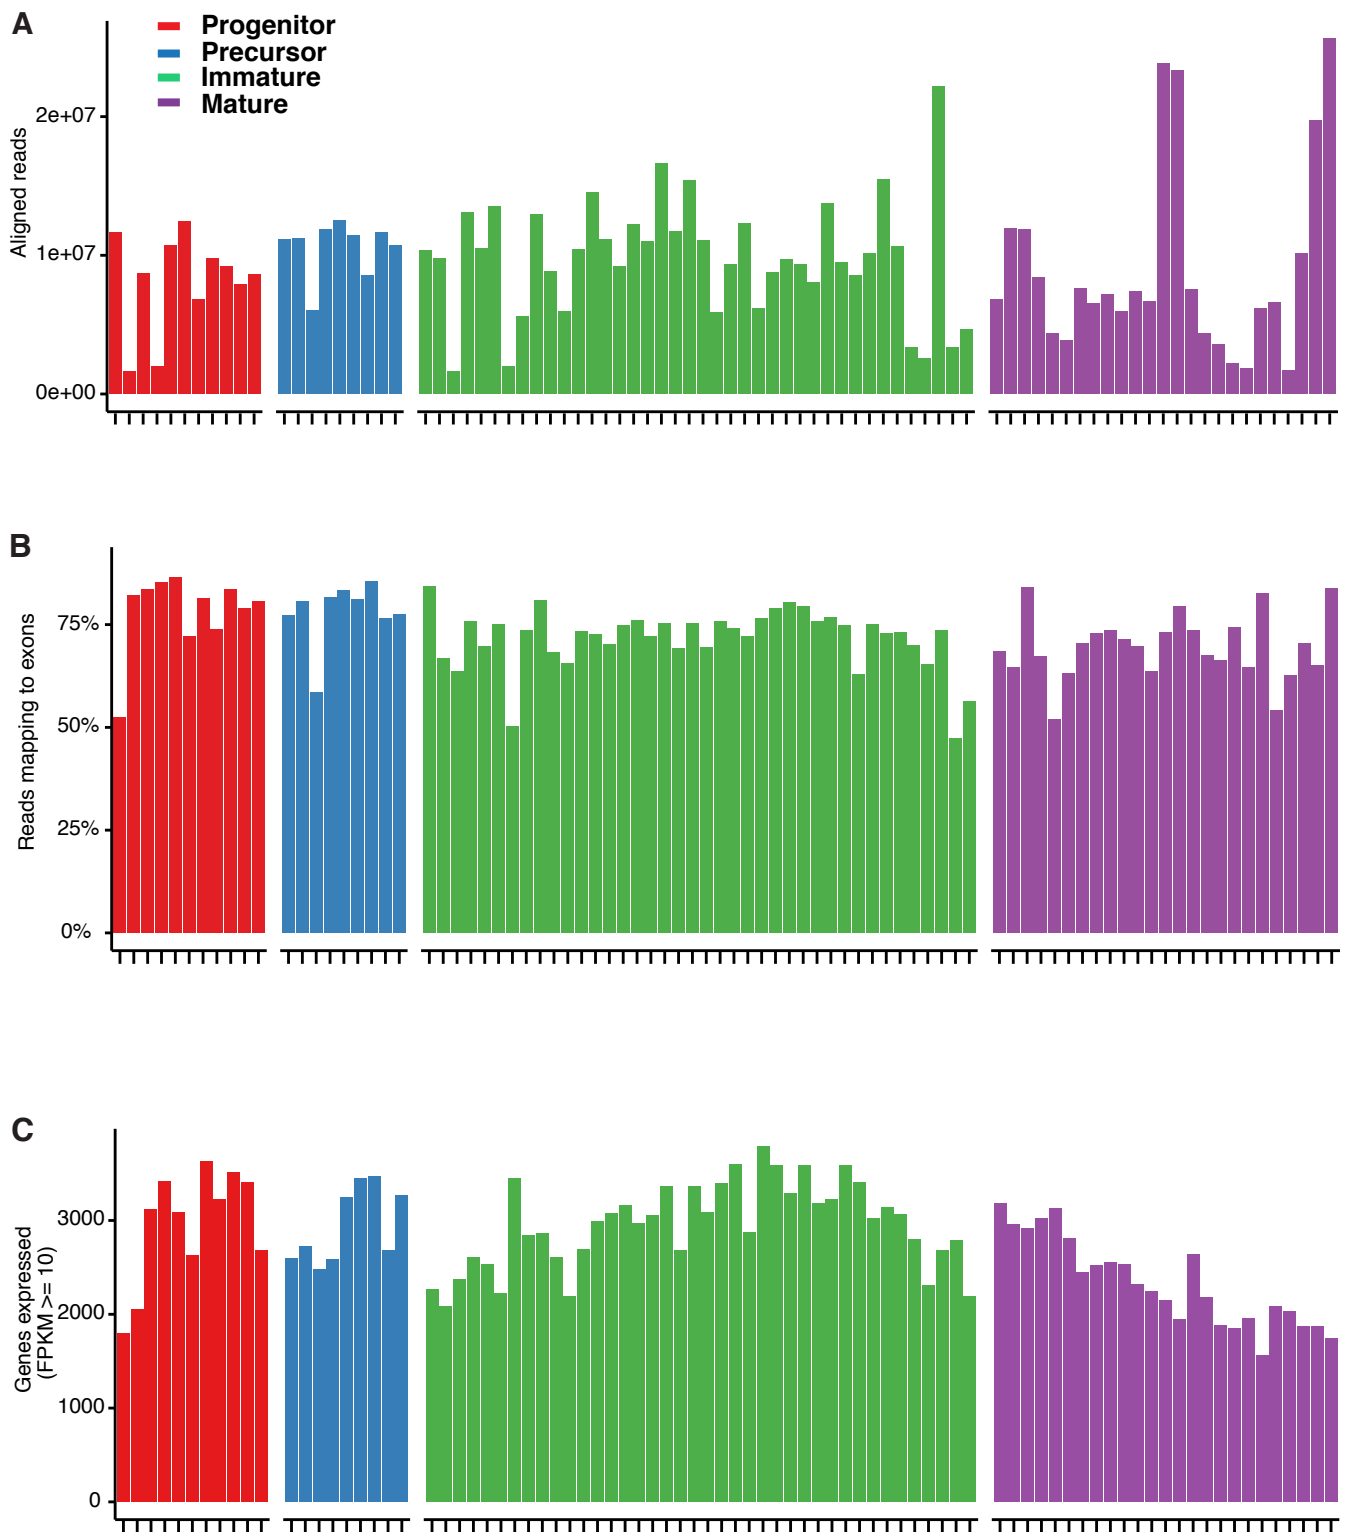 A
Progenitor
Precursor
Immature
Mature
Aligned reads
2e+07
1e+07
0e+00
B
Reads mapping to exons
75%
50%
25%
0%
C
Genes expressed
(FPKM >= 10)
3000
2000
1000
0